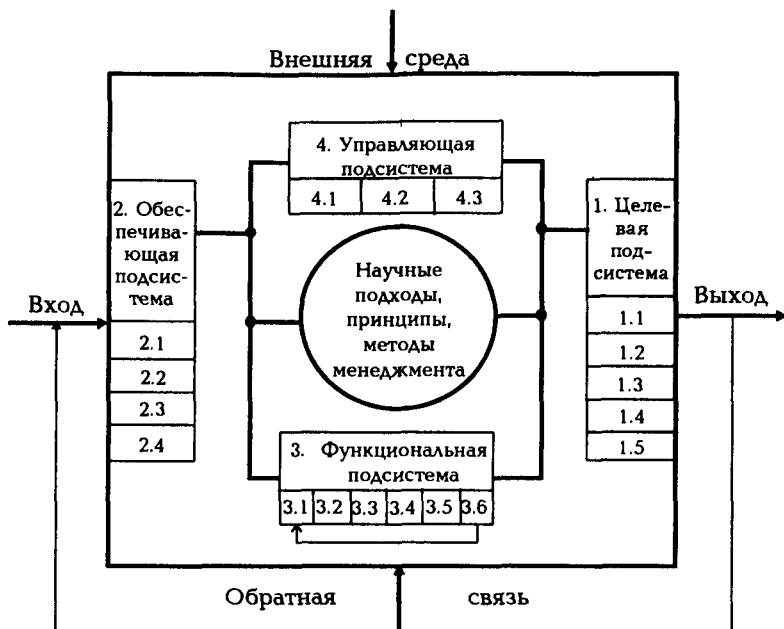 Внешняя среда
4. Управляющая
подсистема
4.1 4.2 4.3
2. Обес-
печива-
ющая
подсис-
тема
2.1
2.2
2.3
2.4
Вход
Научные
подходы,
принципы,
методы
менеджмента
1. Целе-
вая
под-
система
1.1
1.2
1.3
1.4
1.5
Выход
3. Функциональная
подсистема
3.1 3.2 3.3 3.4 3.5 3.6
Обратная связь